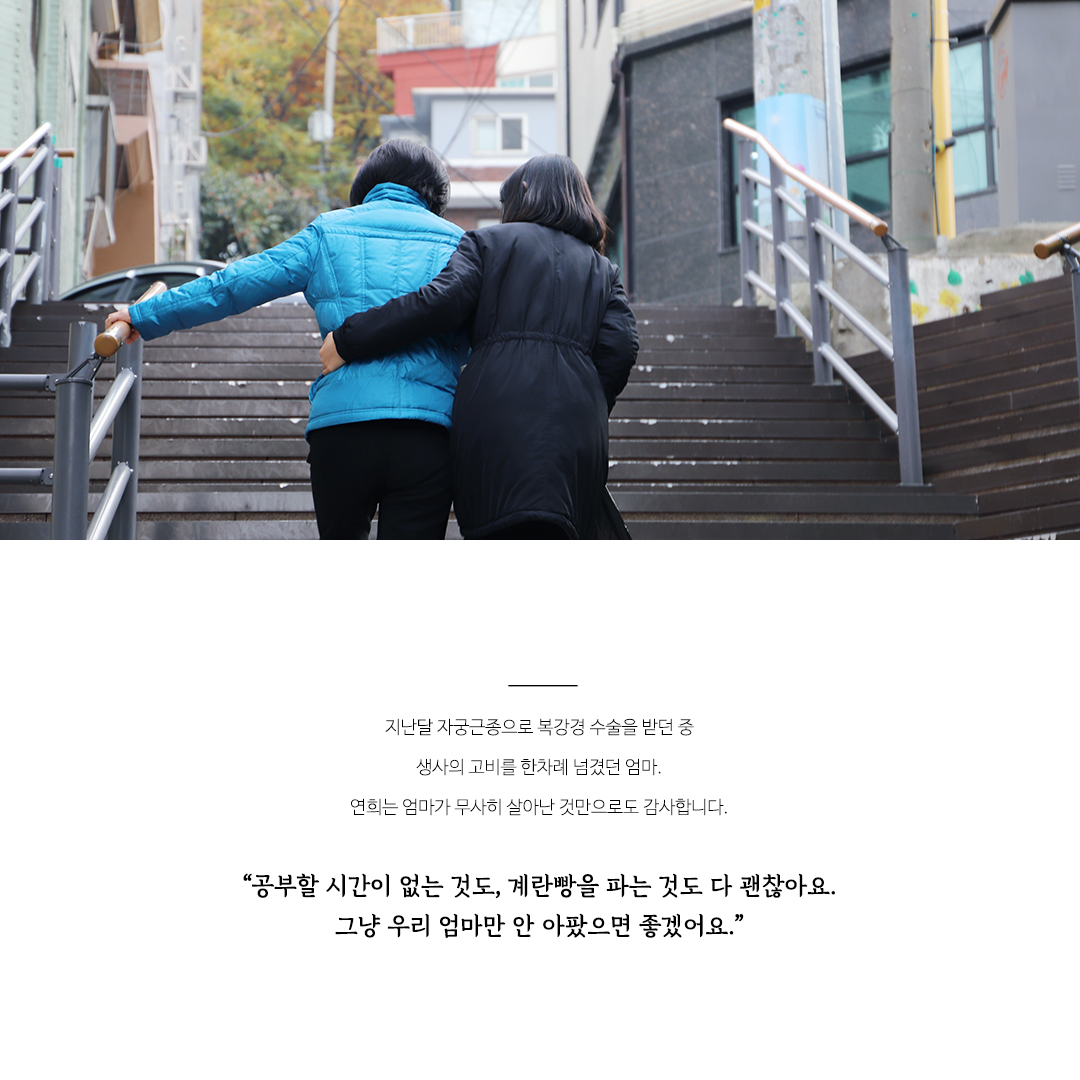 지난달 자궁근종으로 복강경 수술을 받던 중
생사의 고비를 한차례 넘겼던 엄마.
연희는 엄마가 무사히 살아난 것만으로도 감사합니다.
“공부할 시간이 없는 것도, 계란빵을 파는 것도 다 괜찮아요.
그냥 우리 엄마만 안 아팠으면 좋겠어요.”